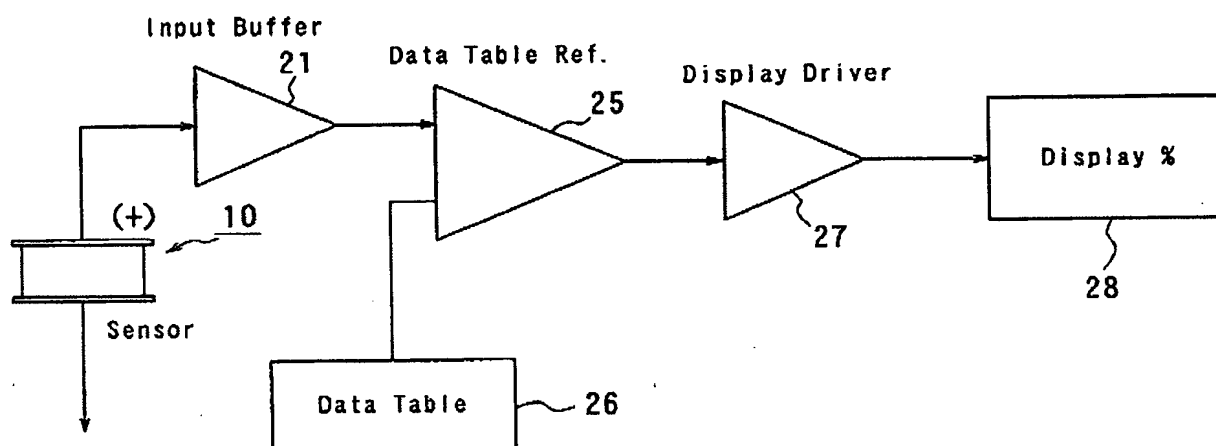 Input Buffer
21
Data Table Ref.
25
Display Driver
27
Display %
28
(+)
10
Sensor
Data Table
26